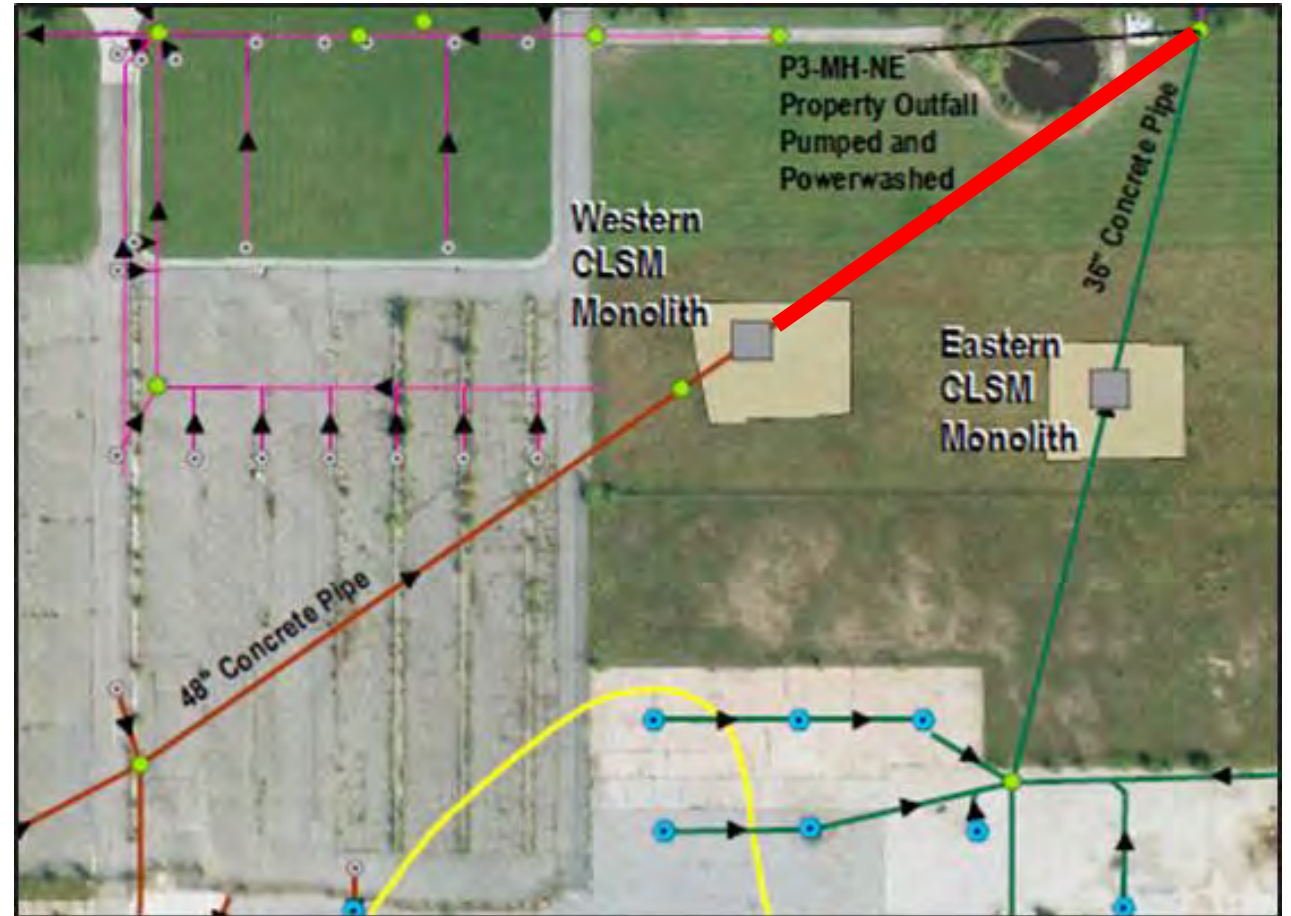 P3-MH-NE
Property Outfall
Pumped and
Powerwashed
36" Concrete Pipe
Western
CLSM
Monolith
Eastern
CLSM
Monolith
48" Concrete Pipe